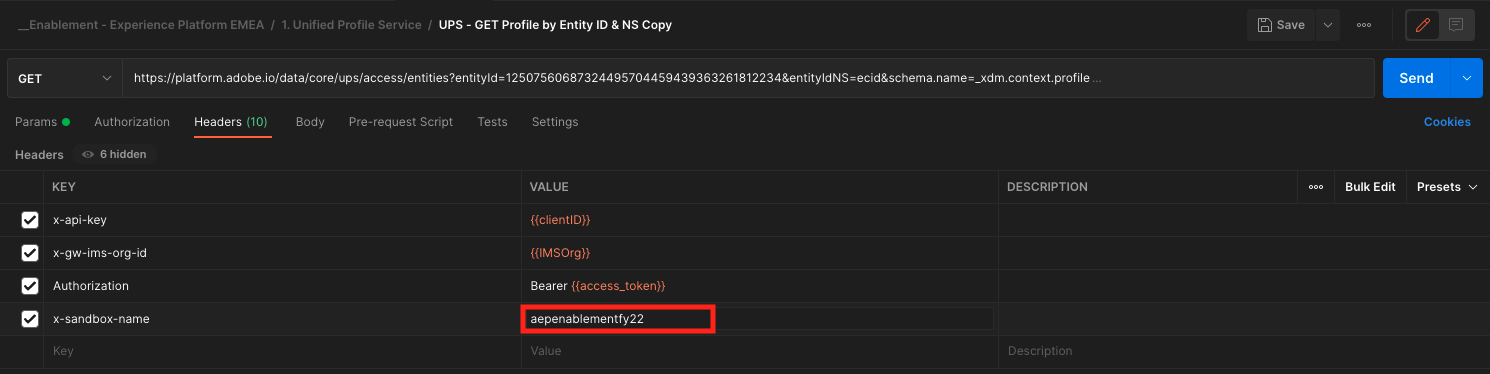 __Enablement - Experience Platform EMEA / 1. Unified Profile Service / UPS - GET Profile by Entity ID & NS Copy
Save
GET
https://platform.adobe.io/data/core/ups/access/entities?entityId=12507560687324495704459439363261812234&entityIdNS=ecid&schema.name=_xdm.context.profile ...
Send
Params
Authorization
Headers (10)
Body
Pre-request Script
Tests
Settings
Cookies
Headers
6 hidden
KEY VALUE DESCRIPTION
Bulk Edit
Presets
x-api-key {{clientID}}
x-gw-ims-org-id {{IMSOrg}}
Authorization Bearer {{access_token}}
x-sandbox-name aepenablementfy22
Key Value Description